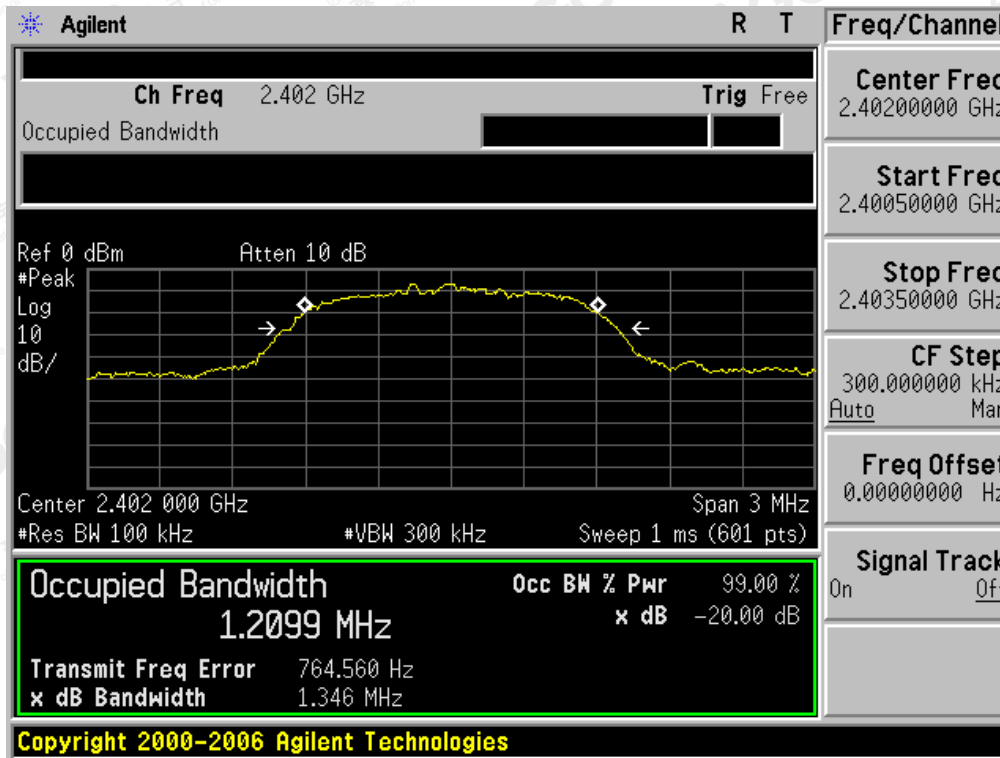 Agilent R T Freq/Channel
Ch Freq 2.402 GHz Trig Free
Occupied Bandwidth
Center Freq
2.40200000 GHz
Start Freq
2.40050000 GHz
Stop Freq
2.40350000 GHz
CF Step
300.000000 kHz
Auto Man
Freq Offset
0.00000000 Hz
Signal Track
On Off
Ref 0 dBm Atten 10 dB
#Peak
Log
10
dB/
Center 2.402 000 GHz Span 3 MHz
#Res BW 100 kHz #VBW 300 kHz Sweep 1 ms (601 pts)
Occupied Bandwidth Occ BW % Pwr 99.00 %
1.2099 MHz x dB -20.00 dB
Transmit Freq Error 764.560 Hz
x dB Bandwidth 1.346 MHz
Copyright 2000-2006 Agilent Technologies